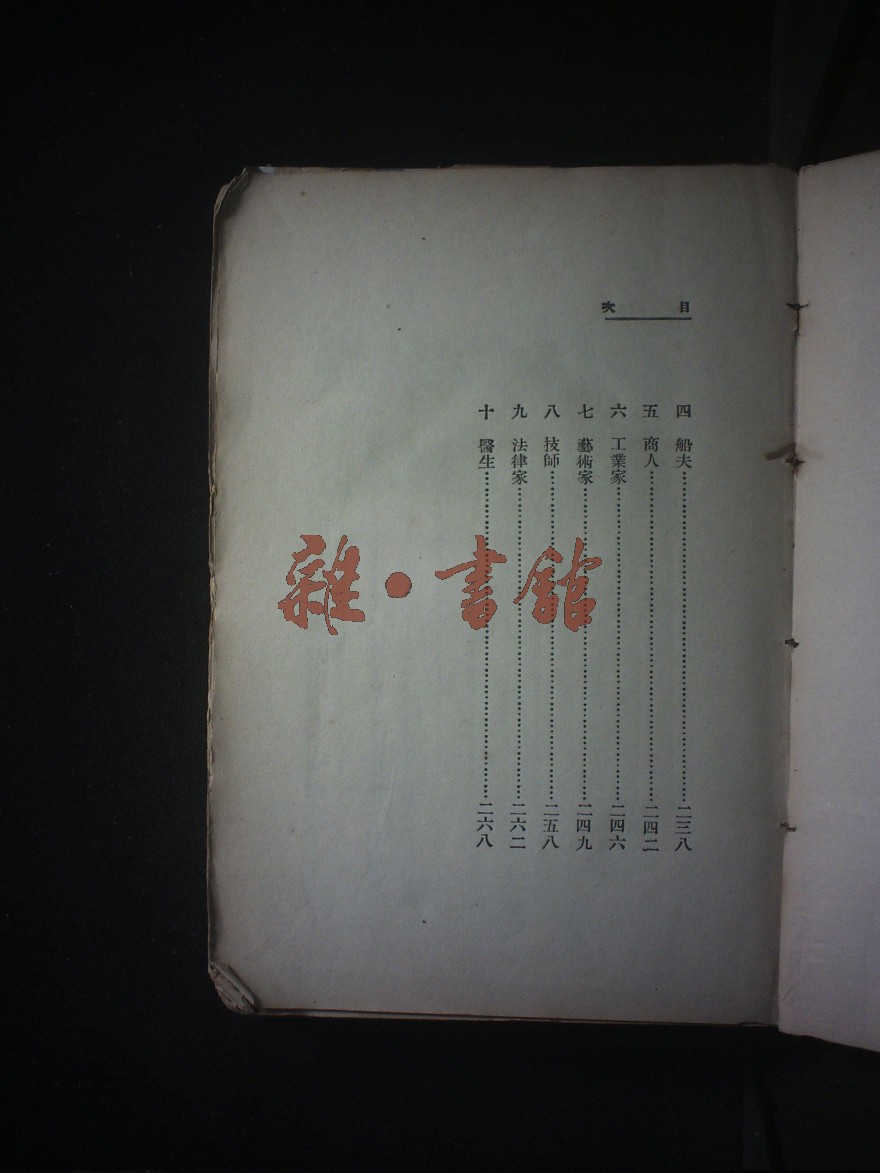 目次
四 船夫……二三八
五 商人……二四二
六 工業家……二四六
七 藝術家……二四九
八 技師……二五八
九 法律家……二六二
十 醫生……二六八
雜·書館